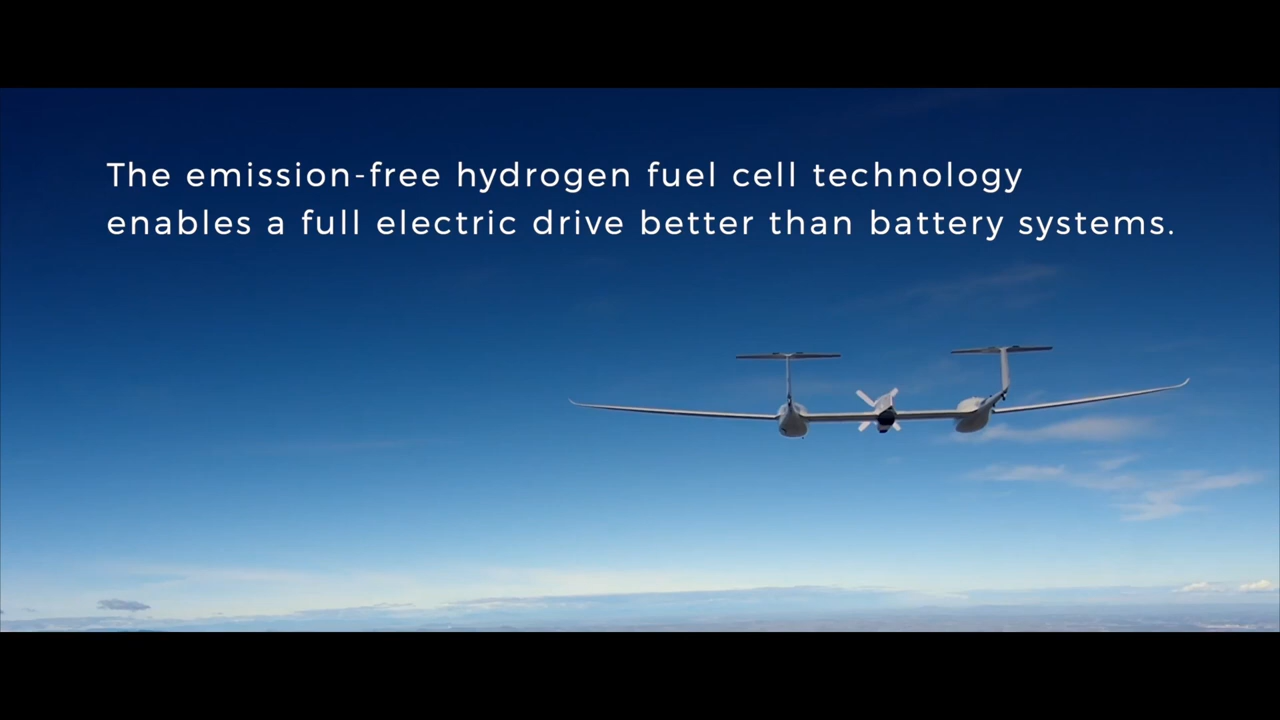 The emission-free hydrogen fuel cell technology
enables a full electric drive better than battery systems.